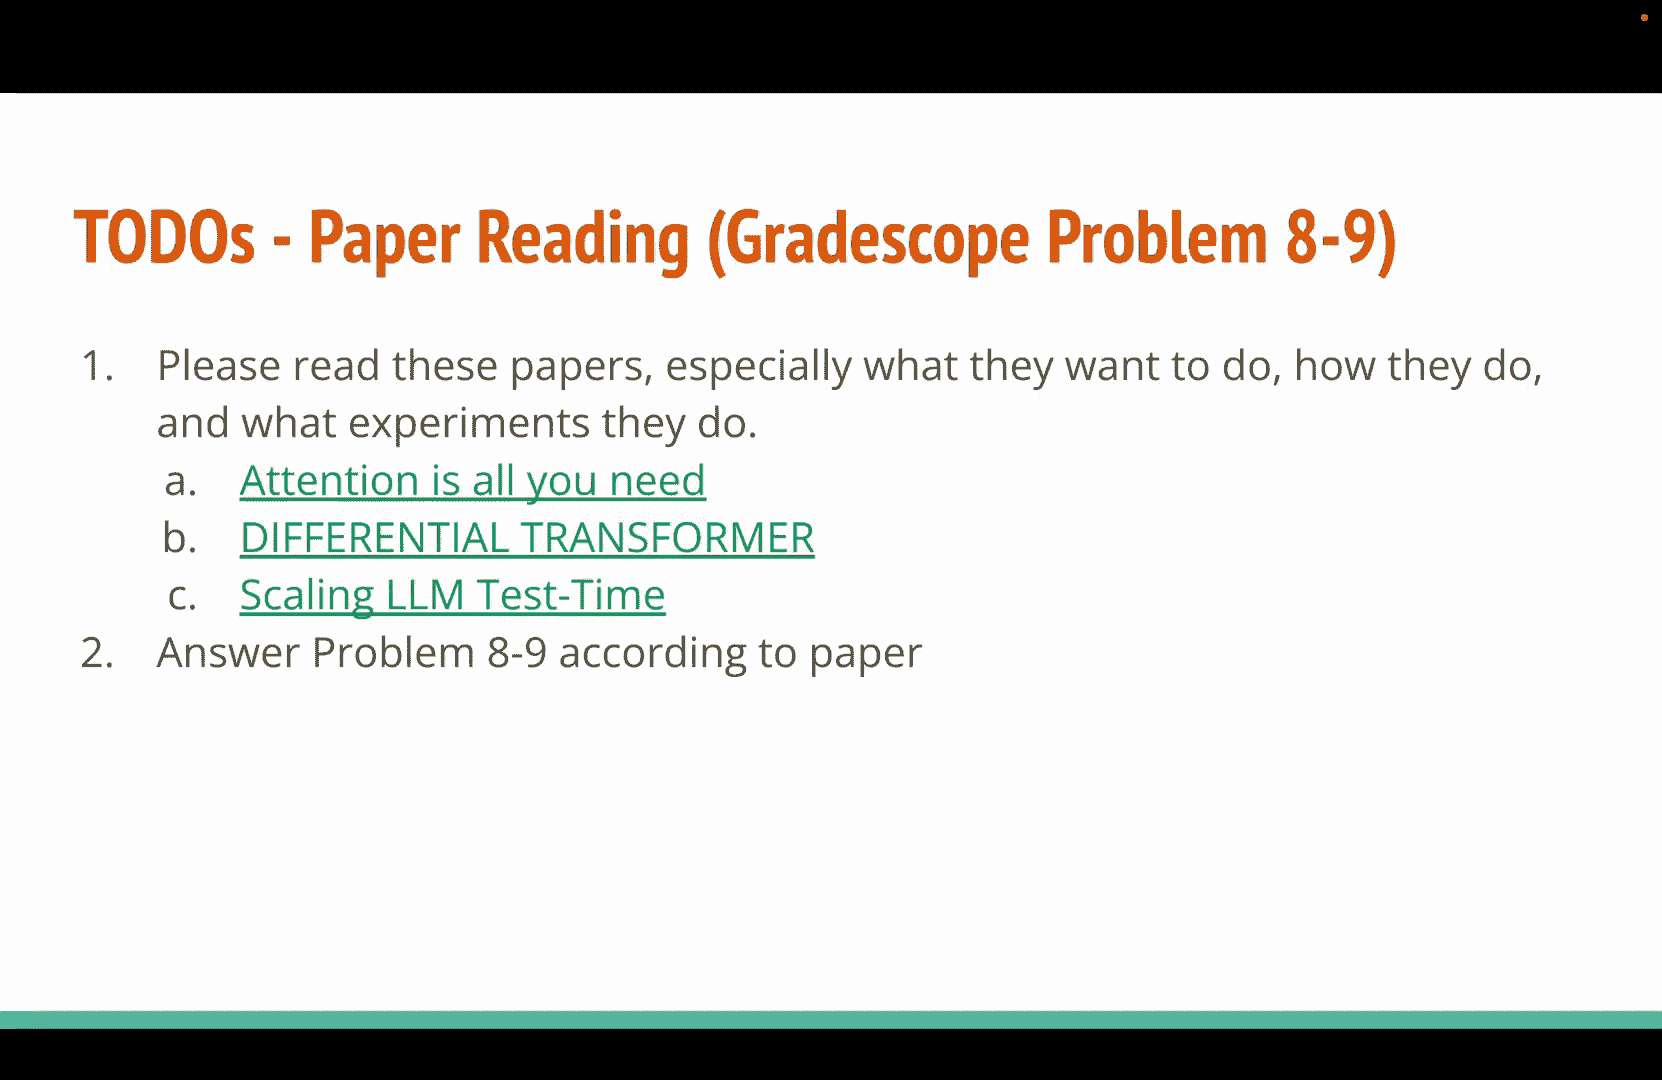 TODOs - Paper Reading (Gradescope Problem 8-9)
1. Please read these papers, especially what they want to do, how they do,
and what experiments they do.
a. Attention is all you need
b. DIFFERENTIAL TRANSFORMER
c. Scaling LLM Test-Time
2. Answer Problem 8-9 according to paper